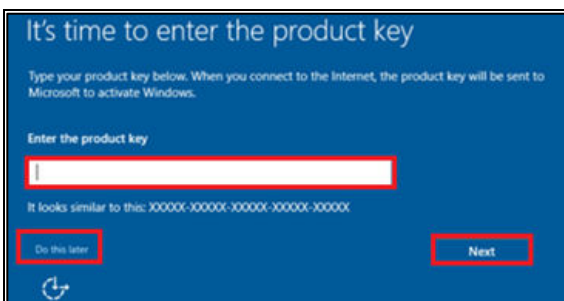 It's time to enter the product key
Type your product key below. When you connect to the Internet, the product key will be sent to
Microsoft to activate Windows.
Enter the product key
It looks similar to this: XXXXX-XXXXX-XXXXX-XXXXX-XXXXX
Do this later
Next